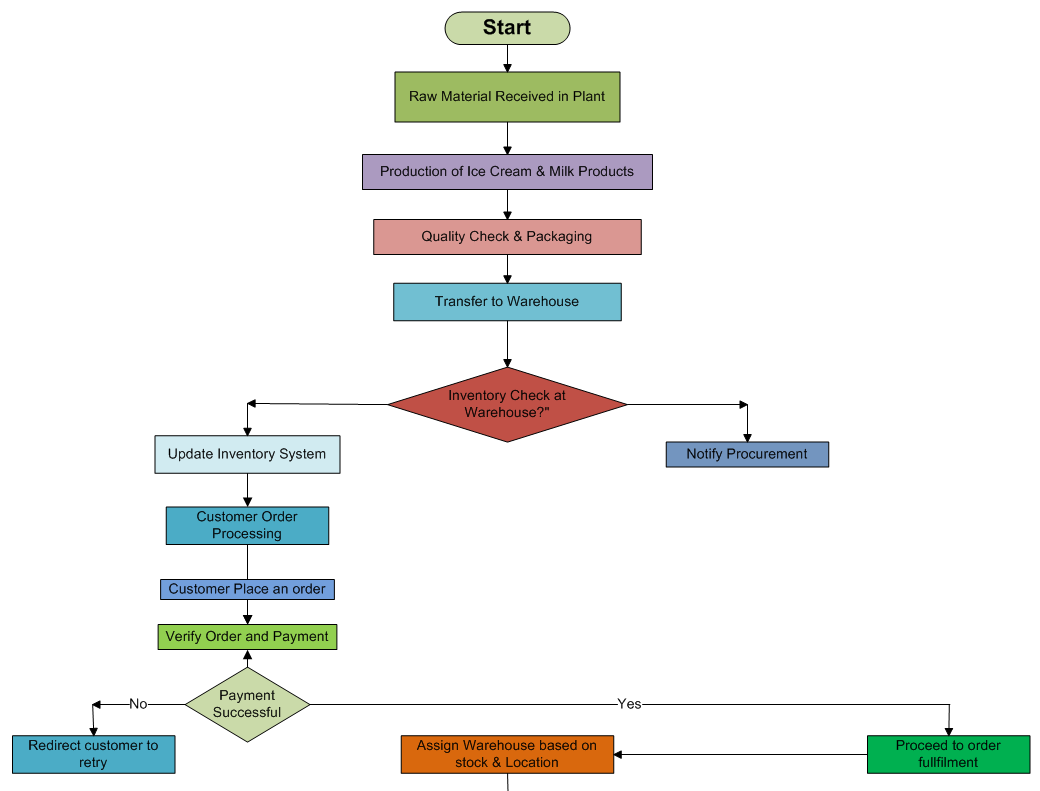 Start
Raw Material Received in Plant
Production of Ice Cream & Milk Products
Quality Check & Packaging
Transfer to Warehouse
Inventory Check at
Warehouse?"
Update Inventory System
Notify Procurement
Customer Order
Processing
Customer Place an order
Verify Order and Payment
Payment
Successful
No
Yes
Redirect customer to
retry
Assign Warehouse based on
stock & Location
Proceed to order
fullfilment